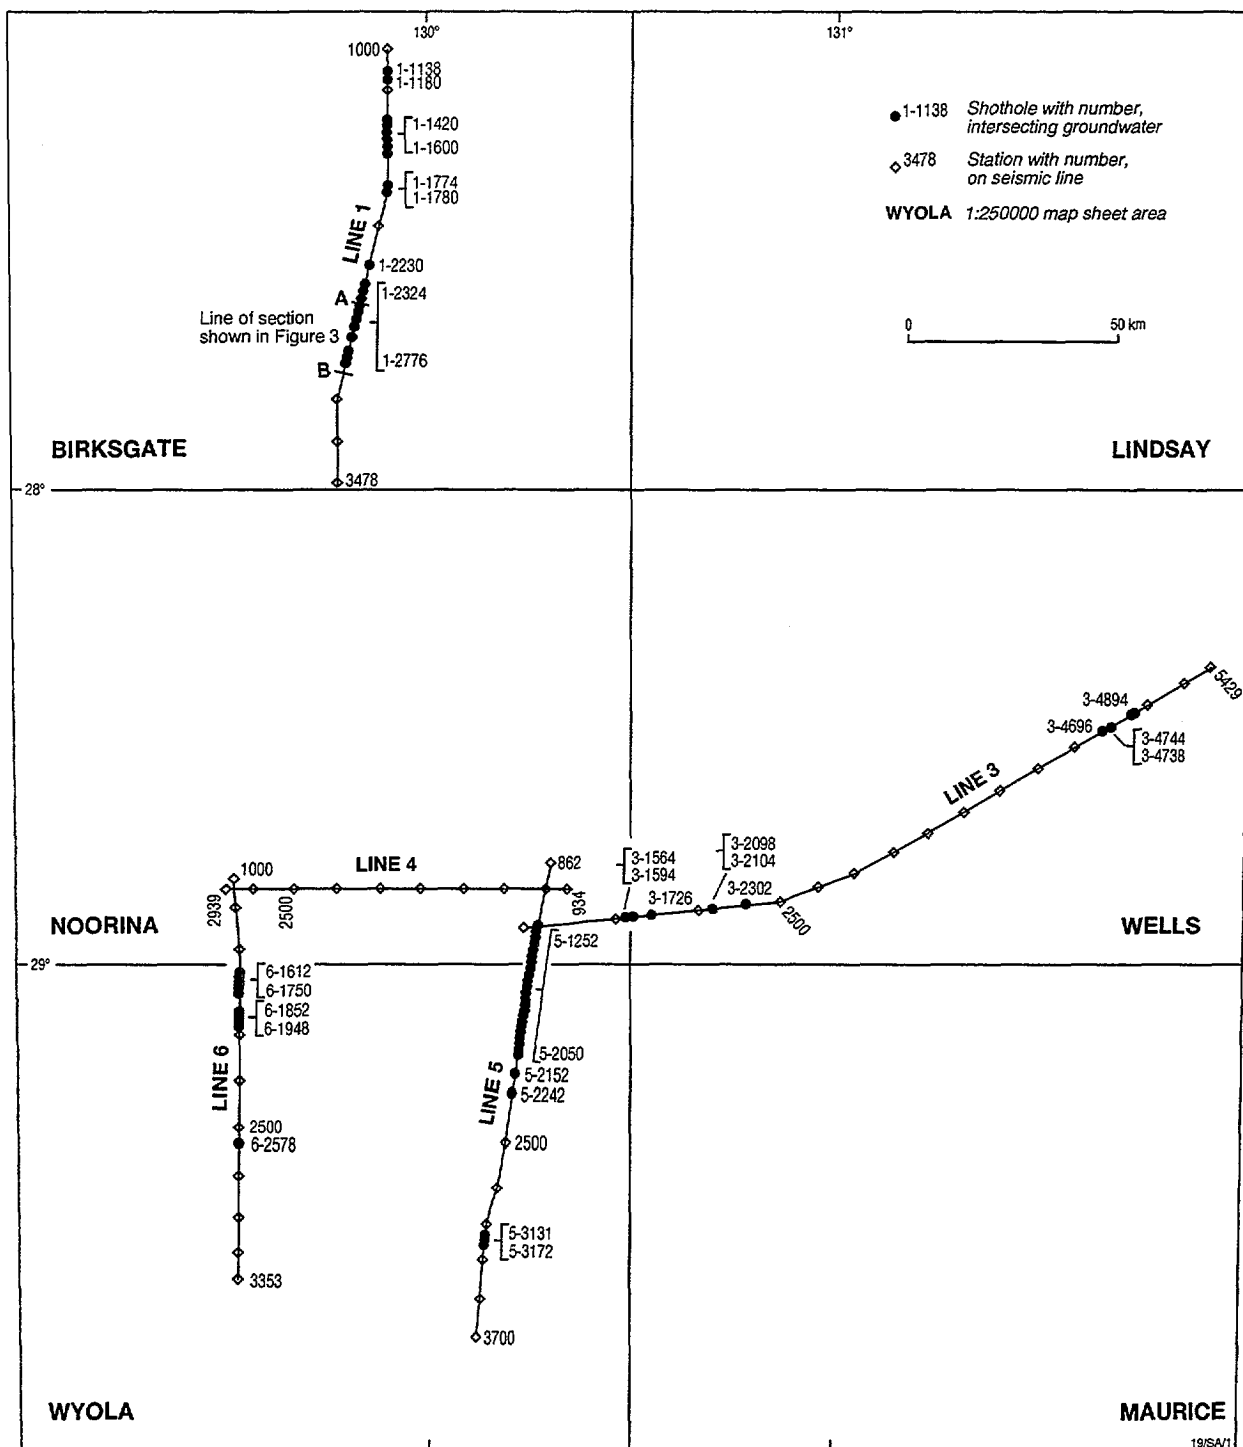 130°
131°
1000
1-1138
1-1180
1-1420
1-1600
1-1774
1-1780
LINE 1
1-2230
A
1-2324
Line of section
shown in Figure 3
1-2776
B
3478
1-1138 Shothole with number,
intersecting groundwater
3478 Station with number,
on seismic line
WYOLA 1:250000 map sheet area
0 50 km
BIRKSGATE
LINDSAY
28°
5429
3-4894
3-4696
3-4744
3-4738
LINE 3
3-1564
3-1594
3-1726
3-2098
3-2104
3-2302
2500
1000
LINE 4
862
2939
2500
934
NOORINA
WELLS
29°
5-1252
6-1612
6-1750
6-1852
6-1948
LINE 6
5-2050
5-2152
5-2242
LINE 5
2500
6-2578
2500
5-3131
5-3172
3353
3700
WYOLA
MAURICE
19/SA/1